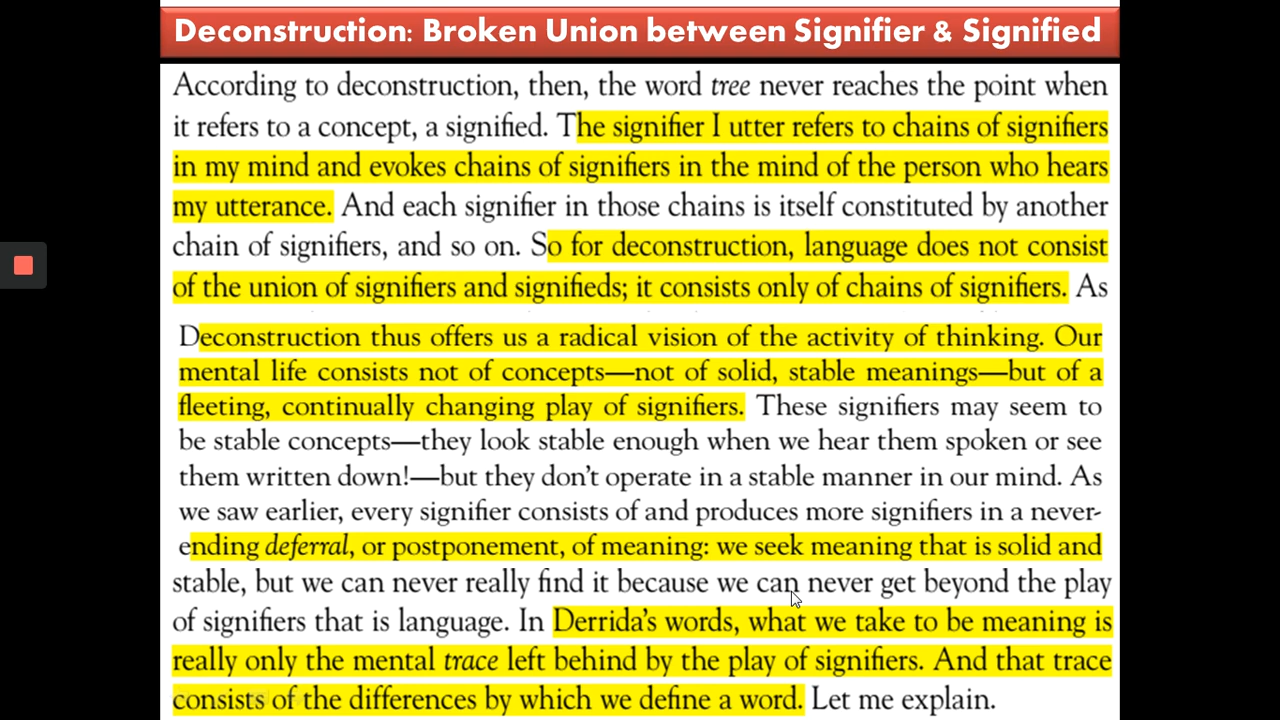 Deconstruction: Broken Union between Signifier & Signified
According to deconstruction, then, the word tree never reaches the point when
it refers to a concept, a signified. The signifier I utter refers to chains of signifiers
in my mind and evokes chains of signifiers in the mind of the person who hears
my utterance. And each signifier in those chains is itself constituted by another
chain of signifiers, and so on. So for deconstruction, language does not consist
of the union of signifiers and signifieds; it consists only of chains of signifiers. As
Deconstruction thus offers us a radical vision of the activity of thinking. Our
mental life consists not of concepts—not of solid, stable meanings—but of a
fleeting, continually changing play of signifiers. These signifiers may seem to
be stable concepts—they look stable enough when we hear them spoken or see
them written down!—but they don't operate in a stable manner in our mind. As
we saw earlier, every signifier consists of and produces more signifiers in a never-
ending deferral, or postponement, of meaning: we seek meaning that is solid and
stable, but we can never really find it because we can never get beyond the play
of signifiers that is language. In Derrida's words, what we take to be meaning is
really only the mental trace left behind by the play of signifiers. And that trace
consists of the differences by which we define a word. Let me explain.